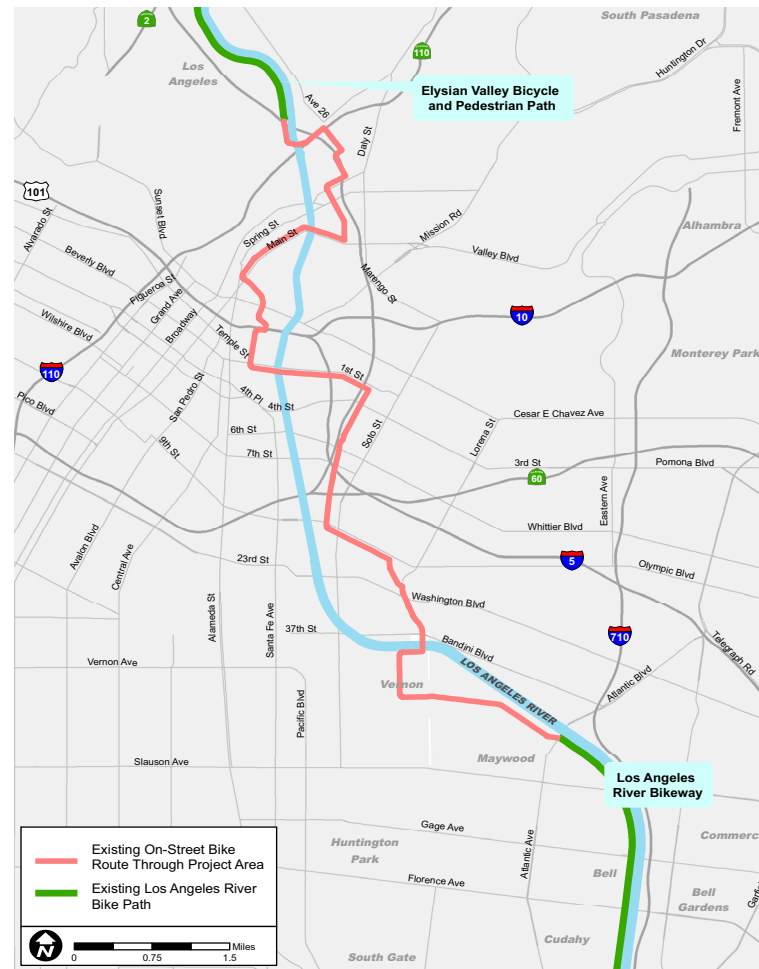 2
South Pasadena
Huntington Dr
110
Los
Angeles
Fremont Ave
Elysian Valley Bicycle
and Pedestrian Path
Ave 26
Daly St
101
Sunset Blvd
Alvarado St
Spring St
Main St
Mission Rd
Alhambra
Valley Blvd
Beverly Blvd
Figueroa St
Grand Ave
Broadway
Marengo St
10
Wilshire Blvd
Temple St
Monterey Park
110
1st St
San Pedro St
4th Pl
4th St
Pico Blvd
Cesar E Chavez Ave
Soto St
Lorena St
6th St
9th St
7th St
3rd St
Pomona Blvd
60
Eastern Ave
Whittier Blvd
Avalon Blvd
Central Ave
23rd St
5
Olympic Blvd
Alameda St
Santa Fe Ave
Washington Blvd
37th St
Bandini Blvd
710
Telegraph Rd
Vernon Ave
LOS ANGELES RIVER
Vernon
Atlantic Blvd
Pacific Blvd
Slauson Ave
Maywood
Los Angeles
River Bikeway
Gage Ave
Huntington
Park
Atlantic Ave
Commerc
Bell
Florence Ave
Bell
Gardens
Garf
Cudahy
South Gate
Existing On-Street Bike
Route Through Project Area
Existing Los Angeles River
Bike Path
N
Miles
0 0.75 1.5